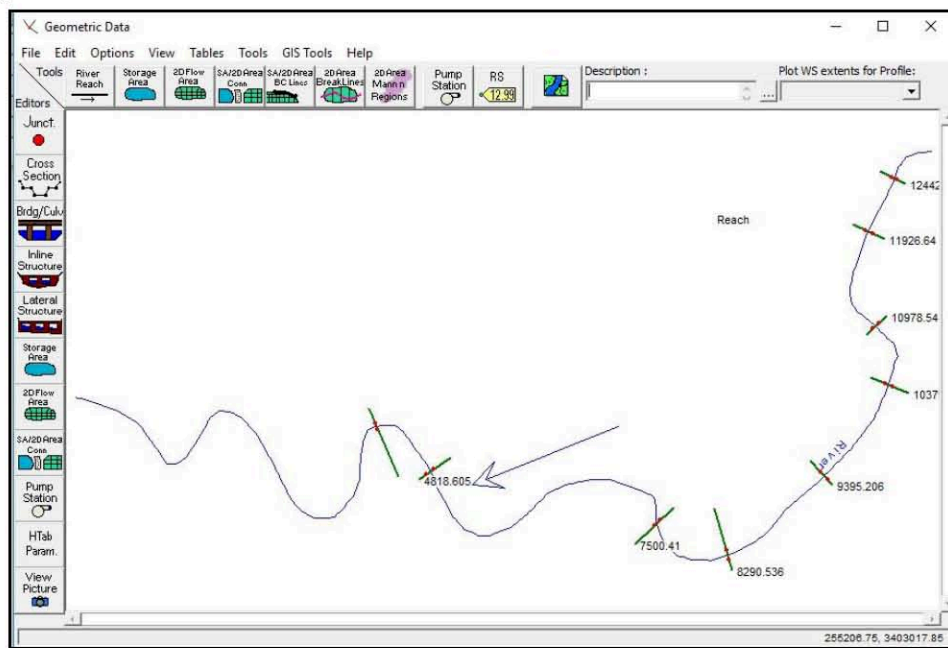 Geometric Data
File Edit Options View Tables Tools GIS Tools Help
Tools
Editors
River Reach
Storage Area
2D Flow Area
SA/2D Area Conn
SA/2D Area BC Lines
2D Area BreakLines
2D Area Mann n Regions
Pump Station
RS
12.99
Description :
...
Plot WS extents for Profile:
Junct.
Cross Section
Brdg/Culv
Inline Structure
Lateral Structure
Storage Area
2D Flow Area
SA/2D Area Conn
Pump Station
HTab Param.
View Picture
12442
Reach
11926.64
10978.54
1037
River
9395.206
4818.605
7500.41
8290.536
255206.75, 3403017.85